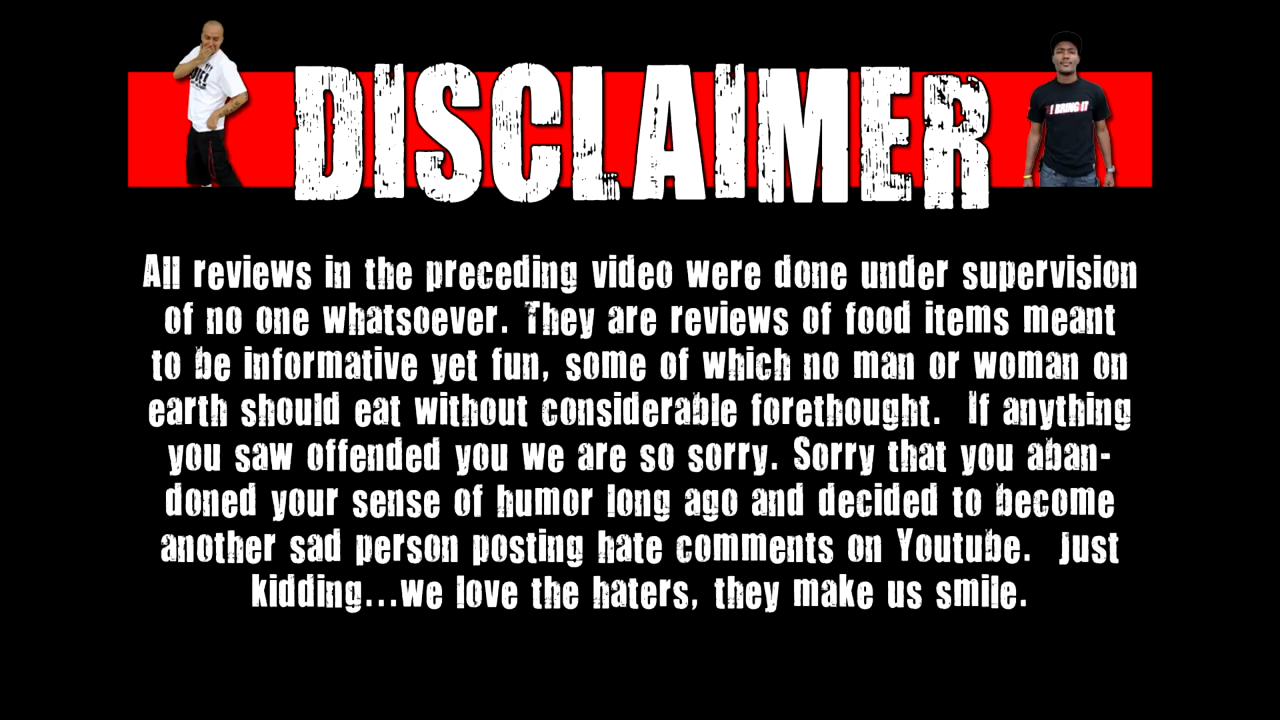 DISCLAIMER
I BRING IT
All reviews in the preceding video were done under supervision
of no one whatsoever. They are reviews of food items meant
to be informative yet fun, some of which no man or woman on
earth should eat without considerable forethought. If anything
you saw offended you we are so sorry. Sorry that you aban-
doned your sense of humor long ago and decided to become
another sad person posting hate comments on Youtube. Just
kidding...we love the haters, they make us smile.